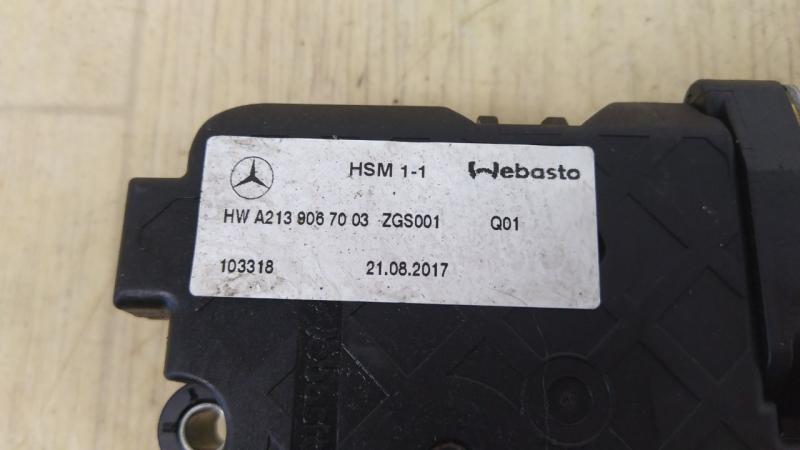 HSM 1-1 Webasto
HW A213 906 70 03 ZGS001 Q01
103318 21.08.2017